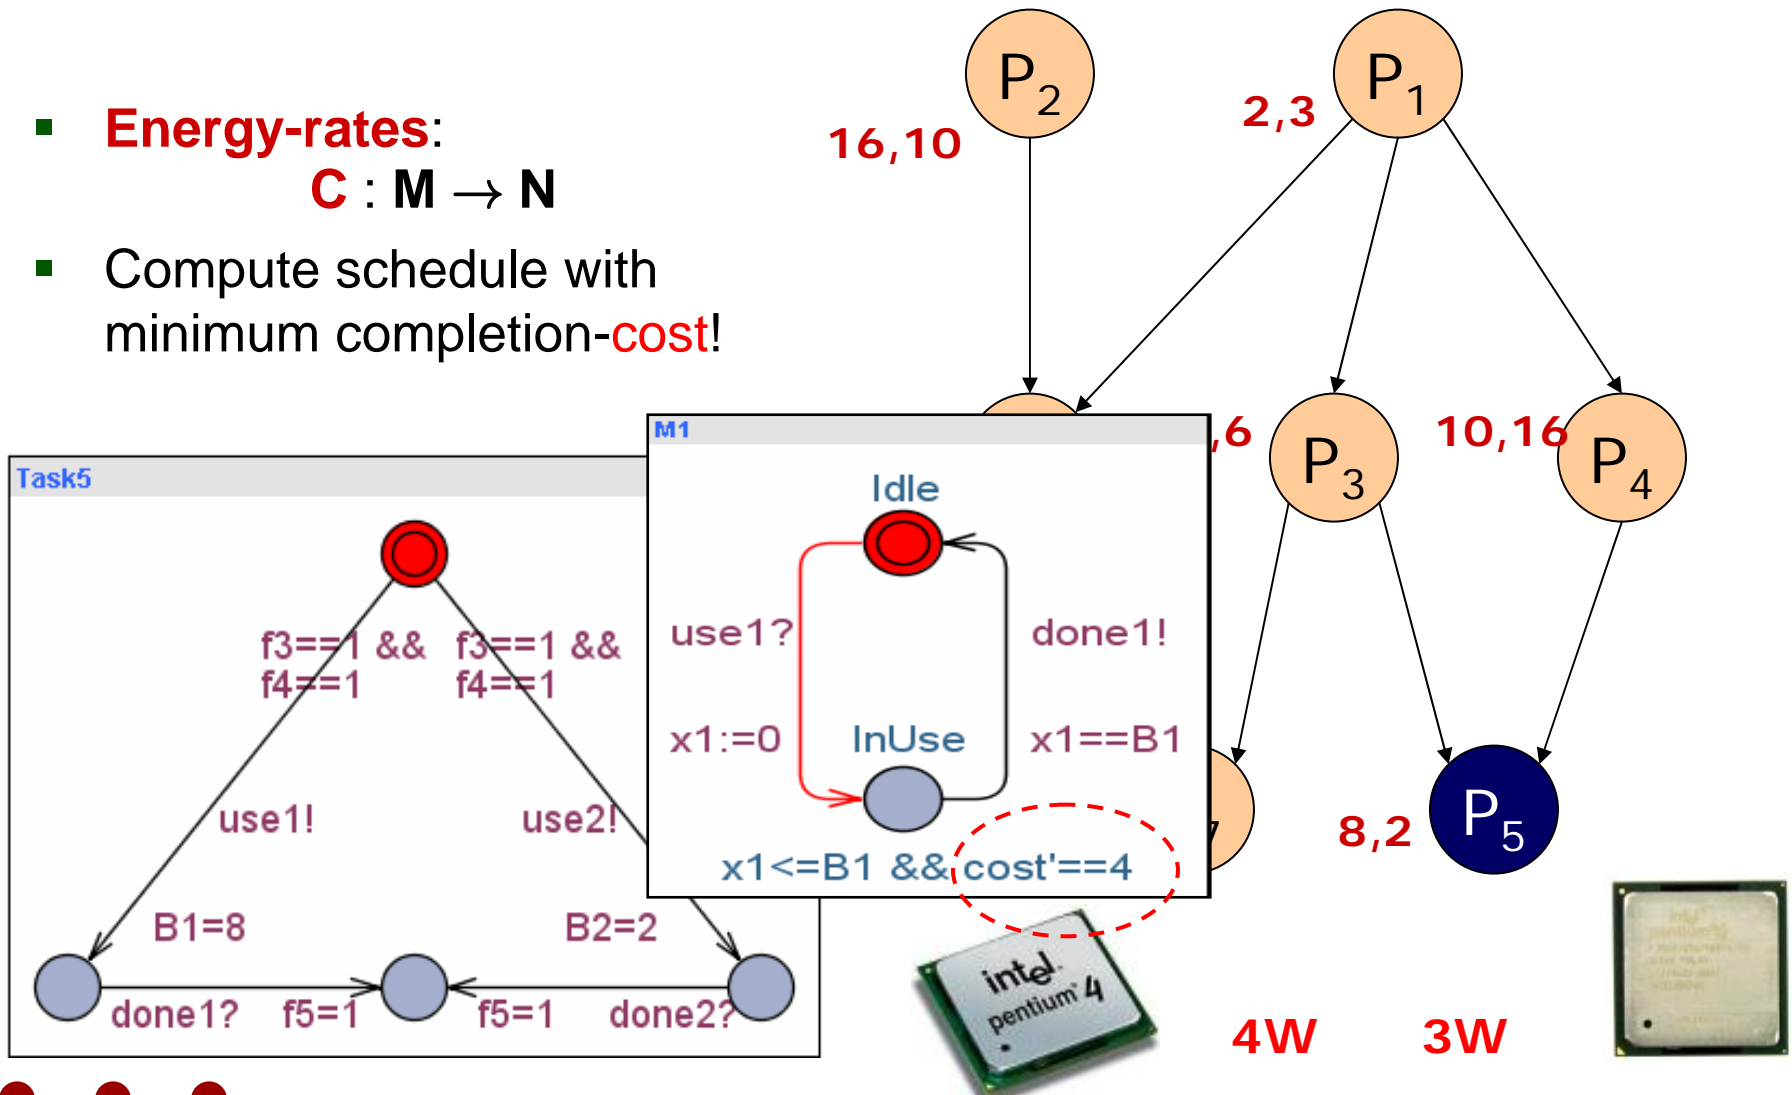 ▪ Energy-rates:
C : M → N
▪ Compute schedule with
minimum completion-cost!
P2
P1
16,10
2,3
,6
P3
10,16
P4
8,2
P5
Task5
f3==1 &&
f4==1
f3==1 &&
f4==1
use1!
use2!
B1=8
B2=2
done1?
f5=1
f5=1
done2?
M1
Idle
use1?
done1!
x1:=0
InUse
x1==B1
x1<=B1 && cost'==4
intel.
pentium 4
4W
3W